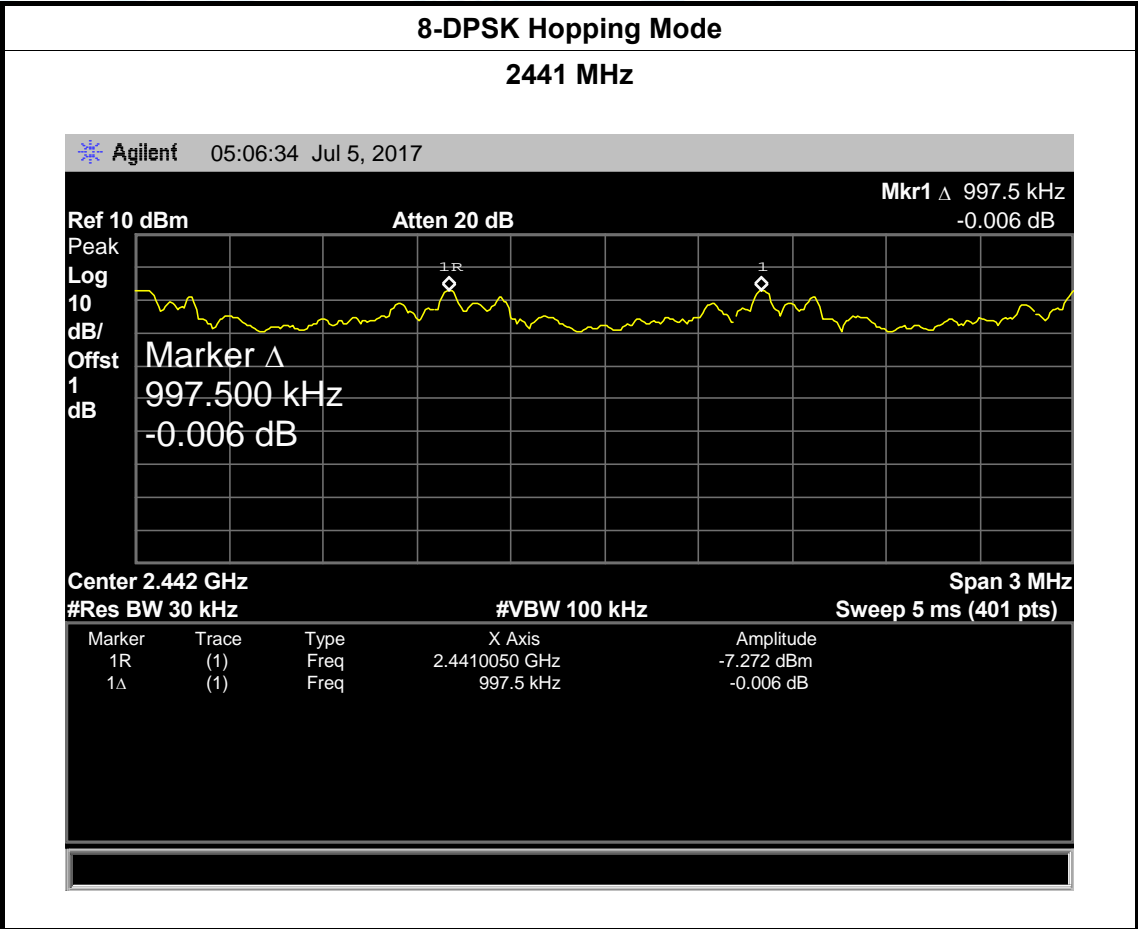 8-DPSK Hopping Mode
2441 MHz
Agilent 05:06:34 Jul 5, 2017
Mkr1 Δ 997.5 kHz
Ref 10 dBm Atten 20 dB -0.006 dB
Peak
Log
10
dB/
Offst
1
dB
1R 1
Marker Δ
997.500 kHz
-0.006 dB
Center 2.442 GHz Span 3 MHz
#Res BW 30 kHz #VBW 100 kHz Sweep 5 ms (401 pts)
Marker Trace Type X Axis Amplitude
1R (1) Freq 2.4410050 GHz -7.272 dBm
1Δ (1) Freq 997.5 kHz -0.006 dB